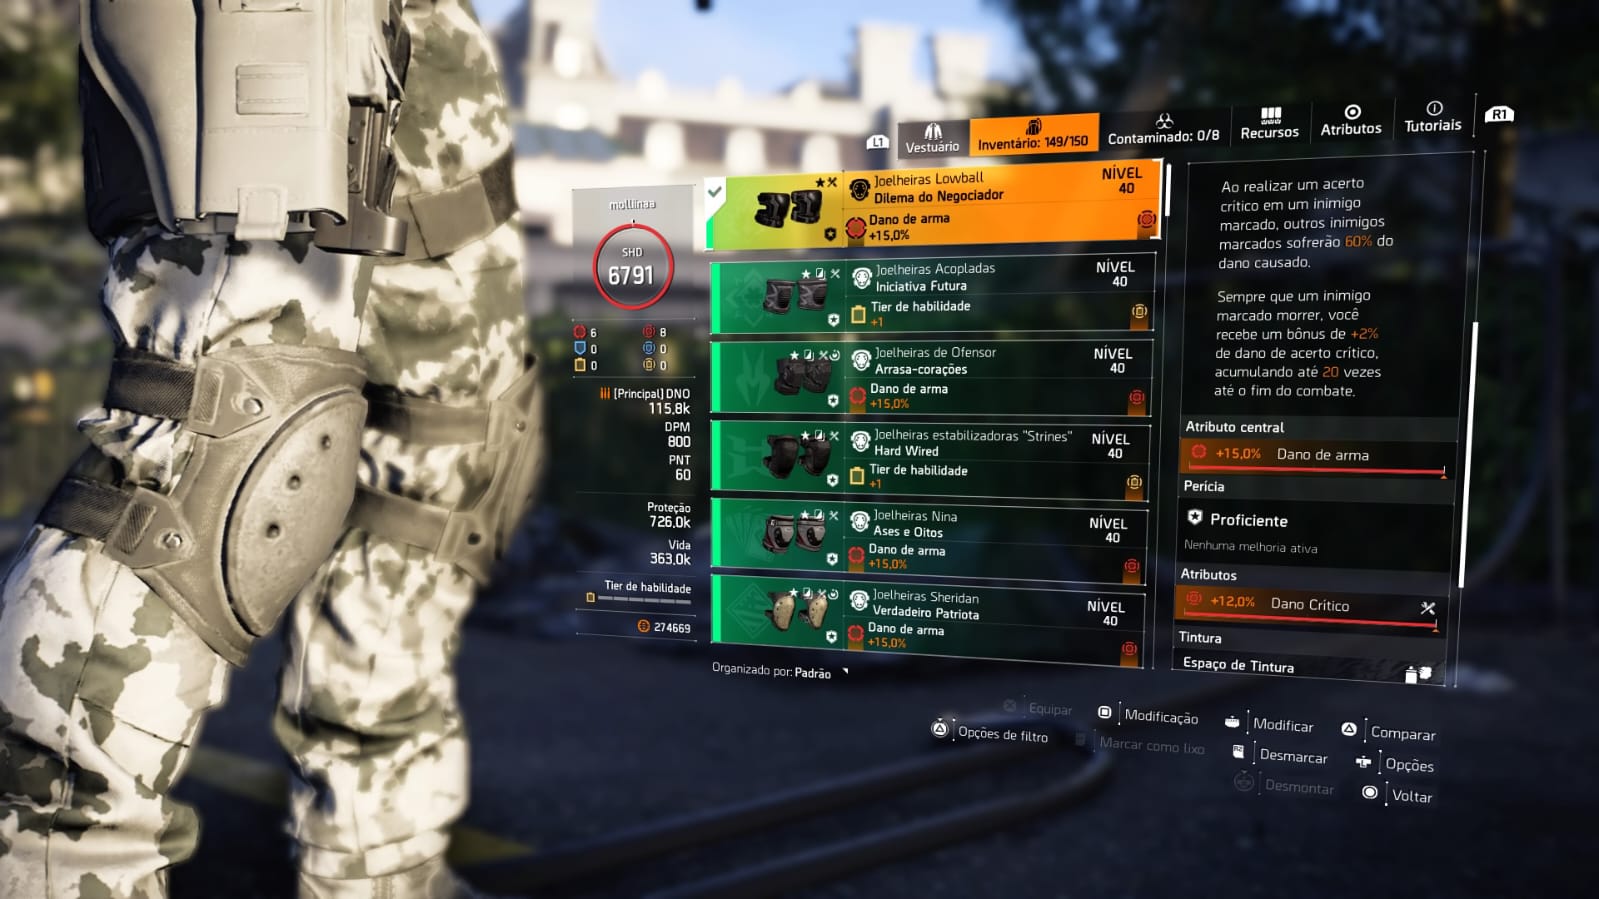 L1
Vestuário
Inventário: 149/150
Contaminado: 0/8
Recursos
Atributos
Tutoriais
R1
molliinaa
SHD
6791
6
8
0
0
0
0
[Principal] DNO
115,8k
DPM
800
PNT
60
Proteção
726,0k
Vida
363,0k
Tier de habilidade
274669
Joelheiras Lowball
Dilema do Negociador
NÍVEL
40
Dano de arma
+15,0%
Joelheiras Acopladas
Iniciativa Futura
NÍVEL
40
Tier de habilidade
+1
Joelheiras de Ofensor
Arrasa-corações
NÍVEL
40
Dano de arma
+15,0%
Joelheiras estabilizadoras "Strines"
Hard Wired
NÍVEL
40
Tier de habilidade
+1
Joelheiras Nina
Ases e Oitos
NÍVEL
40
Dano de arma
+15,0%
Joelheiras Sheridan
Verdadeiro Patriota
NÍVEL
40
Dano de arma
+15,0%
Organizado por: Padrão
Ao realizar um acerto
crítico em um inimigo
marcado, outros inimigos
marcados sofrerão 60% do
dano causado.
Sempre que um inimigo
marcado morrer, você
recebe um bônus de +2%
de dano de acerto crítico,
acumulando até 20 vezes
até o fim do combate.
Atributo central
+15,0% Dano de arma
Perícia
Proficiente
Nenhuma melhoria ativa
Atributos
+12,0% Dano Crítico
Tintura
Espaço de Tintura
Equipar
Modificação
Modificar
Comparar
Opções de filtro
Marcar como lixo
R2
Desmarcar
Opções
Desmontar
Voltar